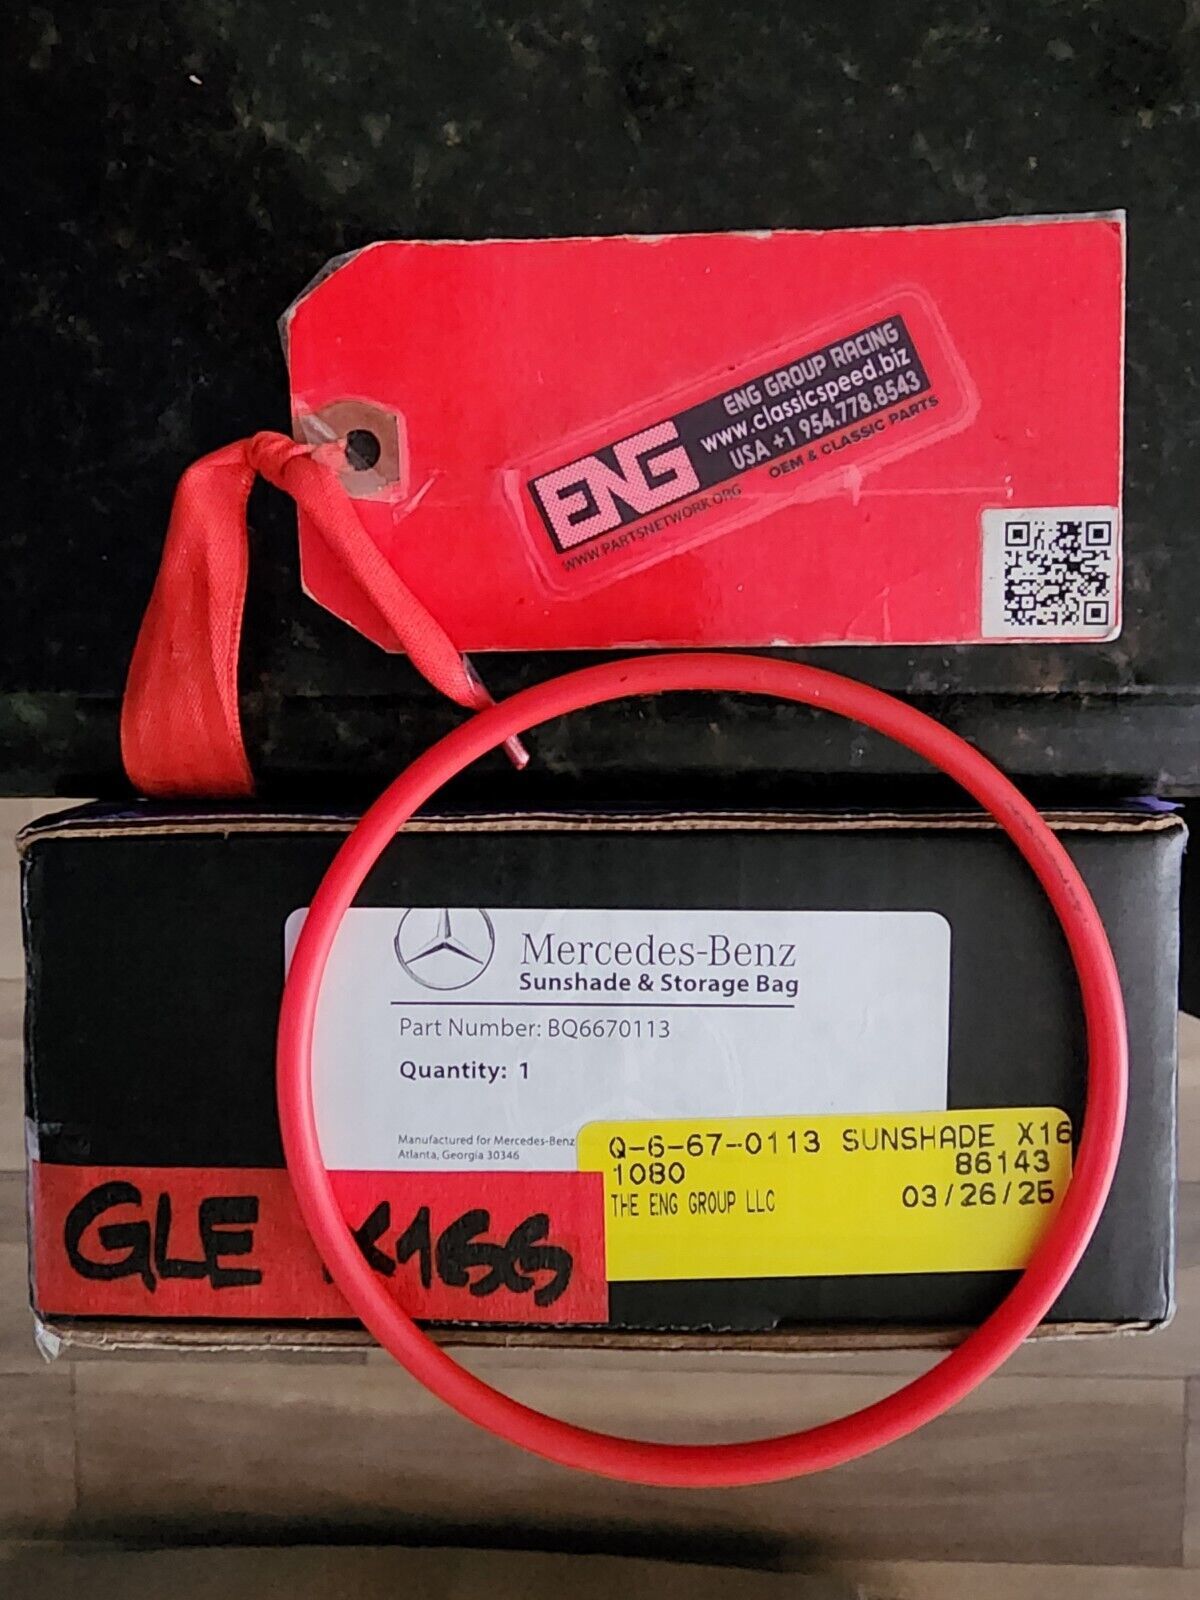 ENG GROUP RACING
www.classicspeed.biz
USA +1 954.778.8543
ENG
WWW.PARTSNETWORK.ORG
OEM & CLASSIC PARTS
Mercedes-Benz
Sunshade & Storage Bag
Part Number: BQ6670113
Quantity: 1
Manufactured for Mercedes-Benz
Atlanta, Georgia 30346
Q-6-67-0113 SUNSHADE X16
1080 86143
THE ENG GROUP LLC 03/26/25
GLE X166